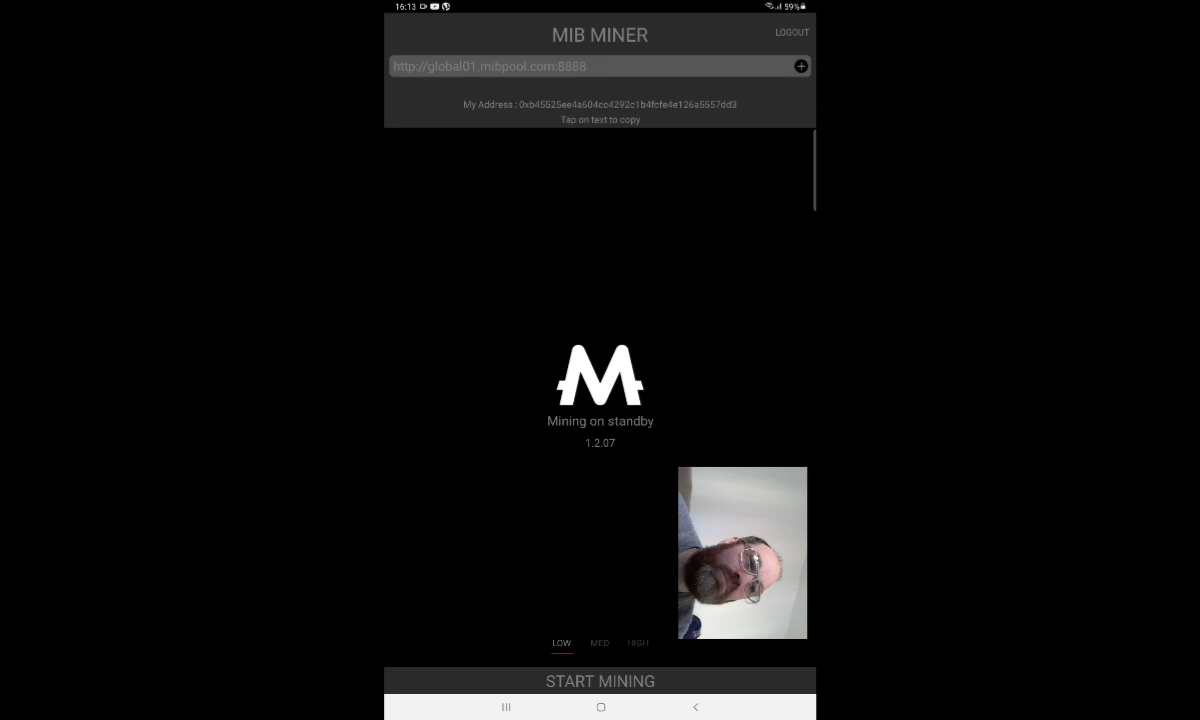 16:13 59%
MIB MINER
LOGOUT
http://global01.mibpool.com:8888
My Address : 0xb45525ee4a604cc4292c1b4fcfe4e126a5557dd3
Tap on text to copy
Mining on standby
1.2.07
LOW MED HIGH
START MINING